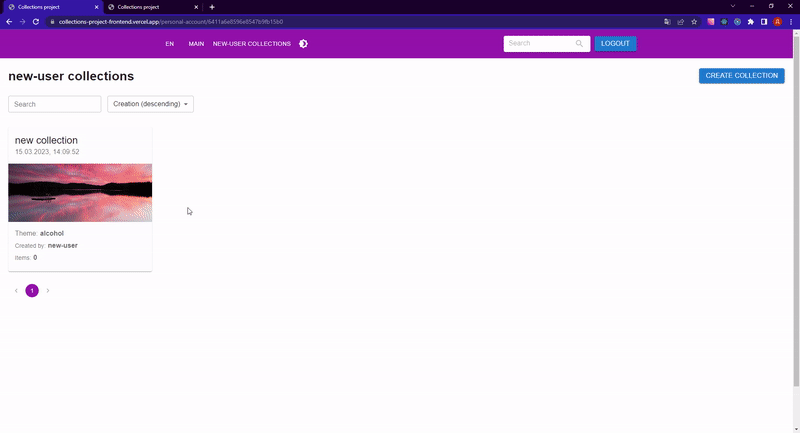 Collections project
Collections project
collections-project-frontend.vercel.app/personal-account/6411a6e8596e8547b9fb15b0
EN MAIN NEW-USER COLLECTIONS Search LOGOUT
new-user collections CREATE COLLECTION
Search Creation (descending)
new collection
15.03.2023, 14:09:52
Theme: alcohol
Created by: new-user
Items: 0
1